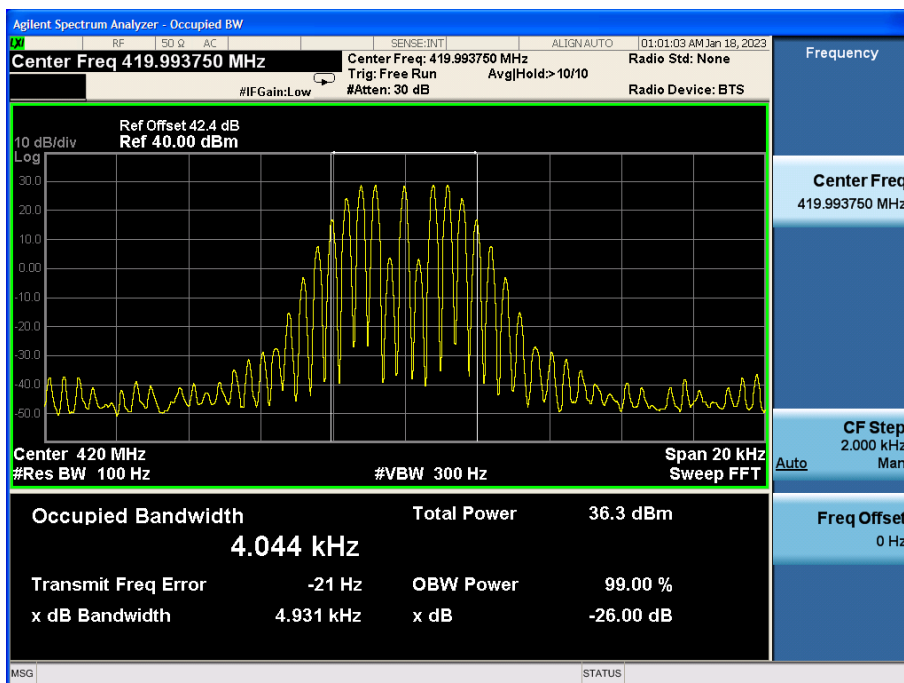 Agilent Spectrum Analyzer - Occupied BW
LXI RF 50 Ω AC SENSE:INT ALIGN AUTO 01:01:03 AM Jan 18, 2023
Center Freq 419.993750 MHz
Center Freq: 419.993750 MHz
Radio Std: None
Trig: Free Run Avg|Hold:>10/10
#IFGain:Low
#Atten: 30 dB
Radio Device: BTS
Ref Offset 42.4 dB
10 dB/div Ref 40.00 dBm
Log
30.0
20.0
10.0
0.00
-10.0
-20.0
-30.0
-40.0
-50.0
Center 420 MHz Span 20 kHz
#Res BW 100 Hz #VBW 300 Hz Sweep FFT
Occupied Bandwidth Total Power 36.3 dBm
4.044 kHz
Transmit Freq Error -21 Hz OBW Power 99.00 %
x dB Bandwidth 4.931 kHz x dB -26.00 dB
MSG STATUS
Frequency
Center Freq
419.993750 MHz
CF Step
2.000 kHz
Auto Man
Freq Offset
0 Hz